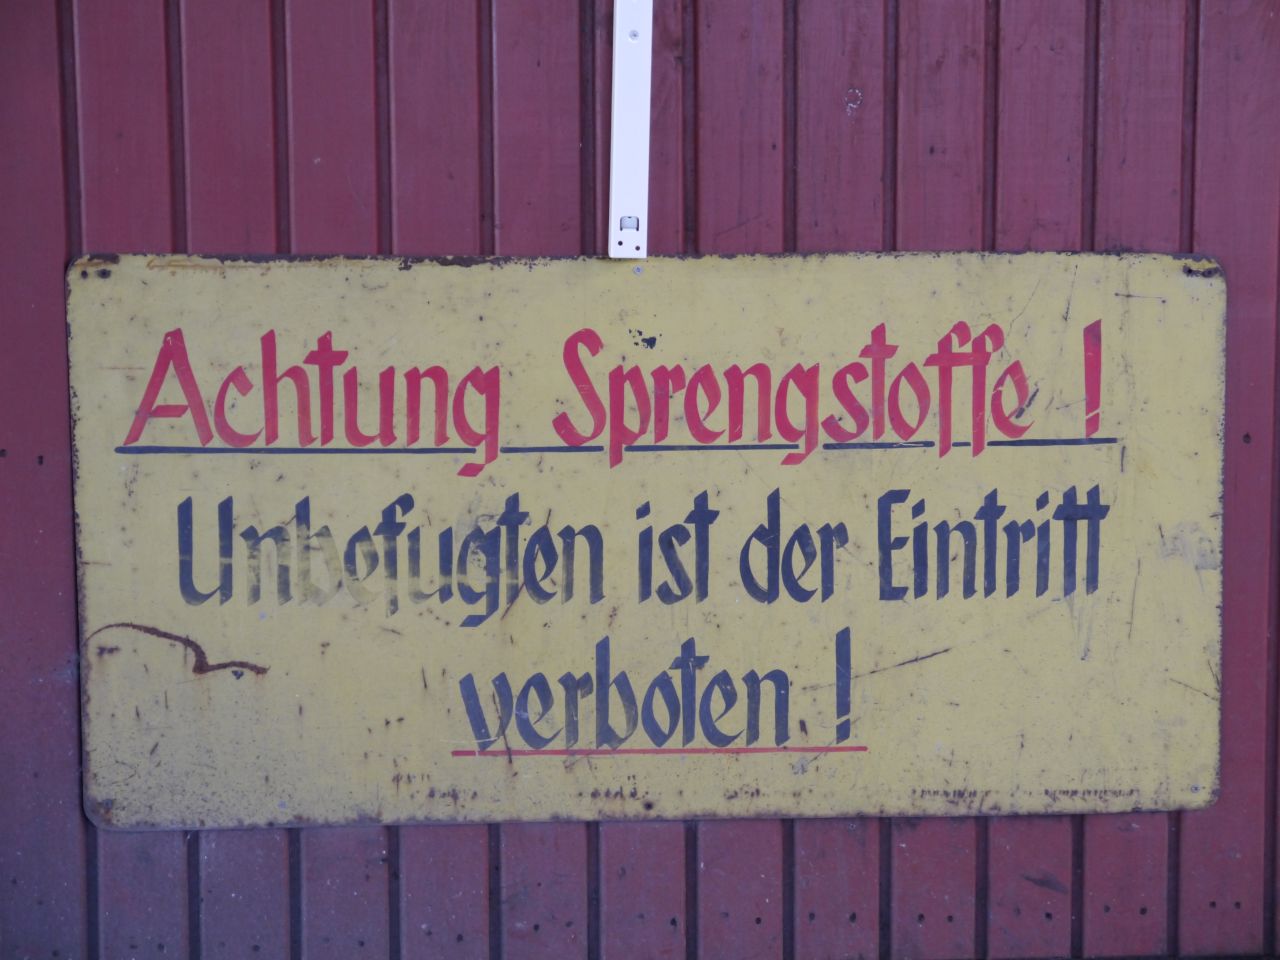 Achtung Sprengstoffe !
Unbefugten ist der Eintritt
verboten !